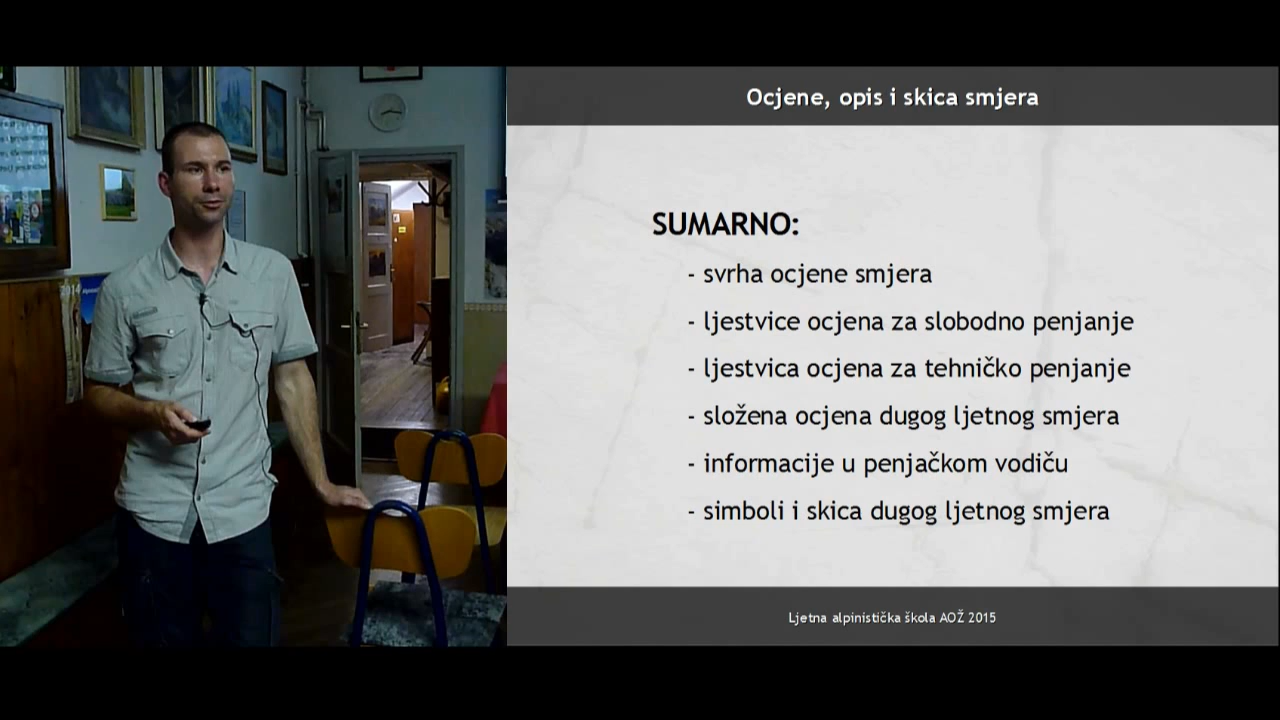 Ocjene, opis i skica smjera
SUMARNO:
- svrha ocjene smjera
- ljestvice ocjena za slobodno penjanje
- ljestvica ocjena za tehničko penjanje
- složena ocjena dugog ljetnog smjera
- informacije u penjačkom vodiču
- simboli i skica dugog ljetnog smjera
Ljetna alpinistička škola AOŽ 2015